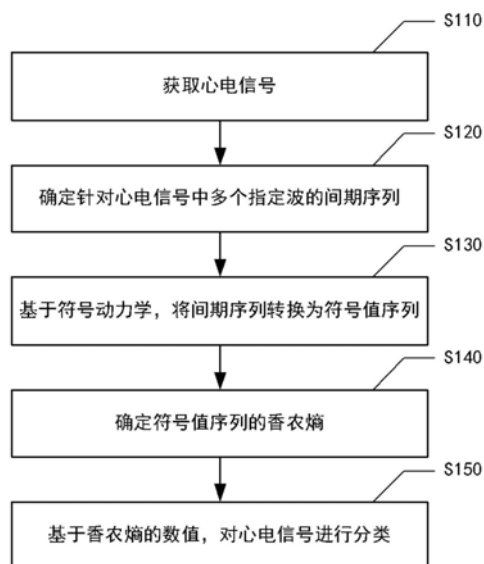 S110
获取心电信号
S120
确定针对心电信号中多个指定波的间期序列
S130
基于符号动力学，将间期序列转换为符号值序列
S140
确定符号值序列的香农熵
S150
基于香农熵的数值，对心电信号进行分类